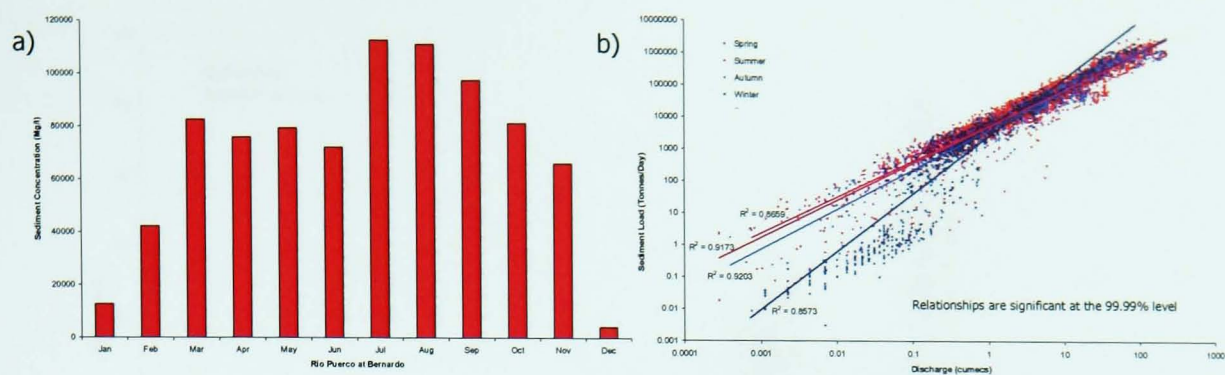 a)
120000
100000
80000
60000
40000
20000
0
Sediment Concentration (Mg/l)
Jan Feb Mar Apr May Jun Jul Aug Sep Oct Nov Dec
Rio Puerco at Bernardo
b)
10000000
1000000
100000
10000
1000
100
10
1
0.1
0.01
0.001
Sediment Load (Tonnes/Day)
Spring
Summer
Autumn
Winter
R² = 0.8659
R² = 0.9173
R² = 0.9203
R² = 0.8573
Relationships are significant at the 99.99% level
0.0001 0.001 0.01 0.1 1 10 100 1000
Discharge (cumecs)